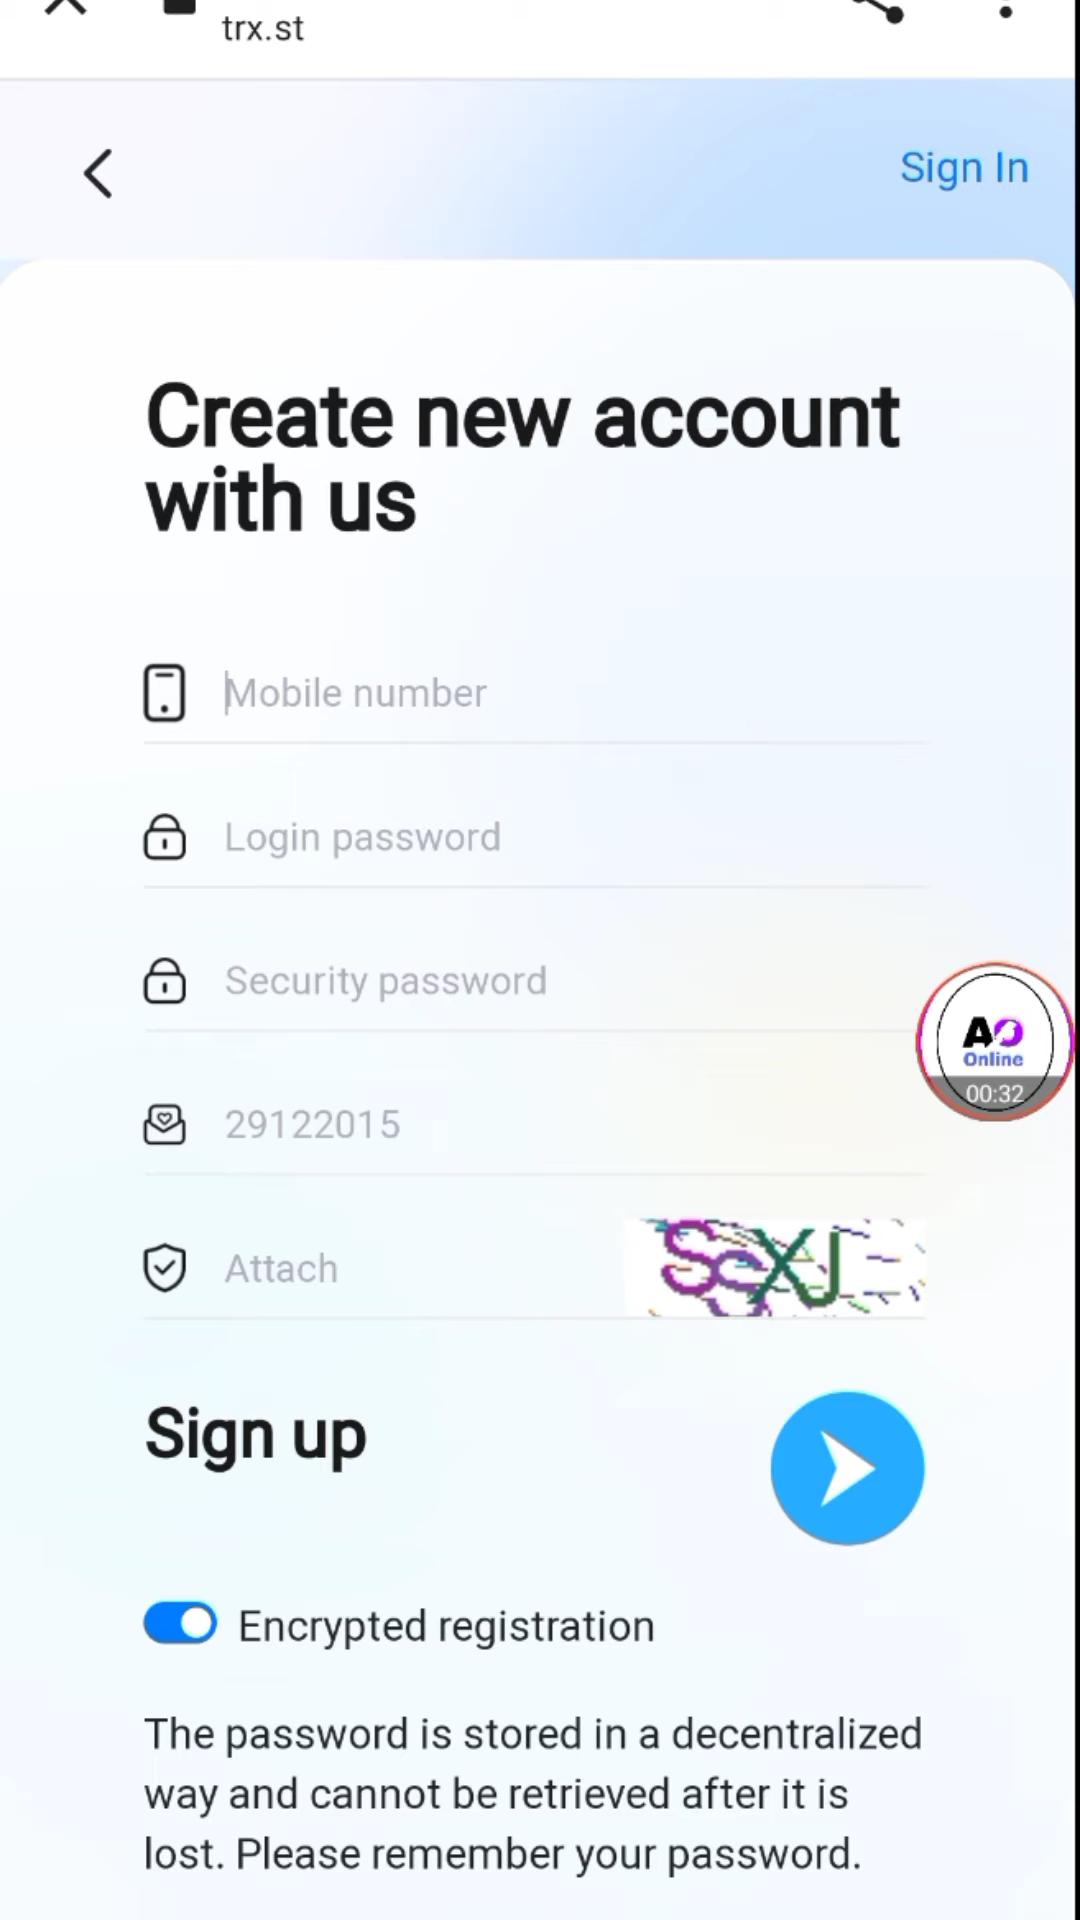 trx.st
Sign In
Create new account
with us
Mobile number
Login password
Security password
AO
Online
00:32
29122015
Attach
SCXJ
Sign up
Encrypted registration
The password is stored in a decentralized
way and cannot be retrieved after it is
lost. Please remember your password.